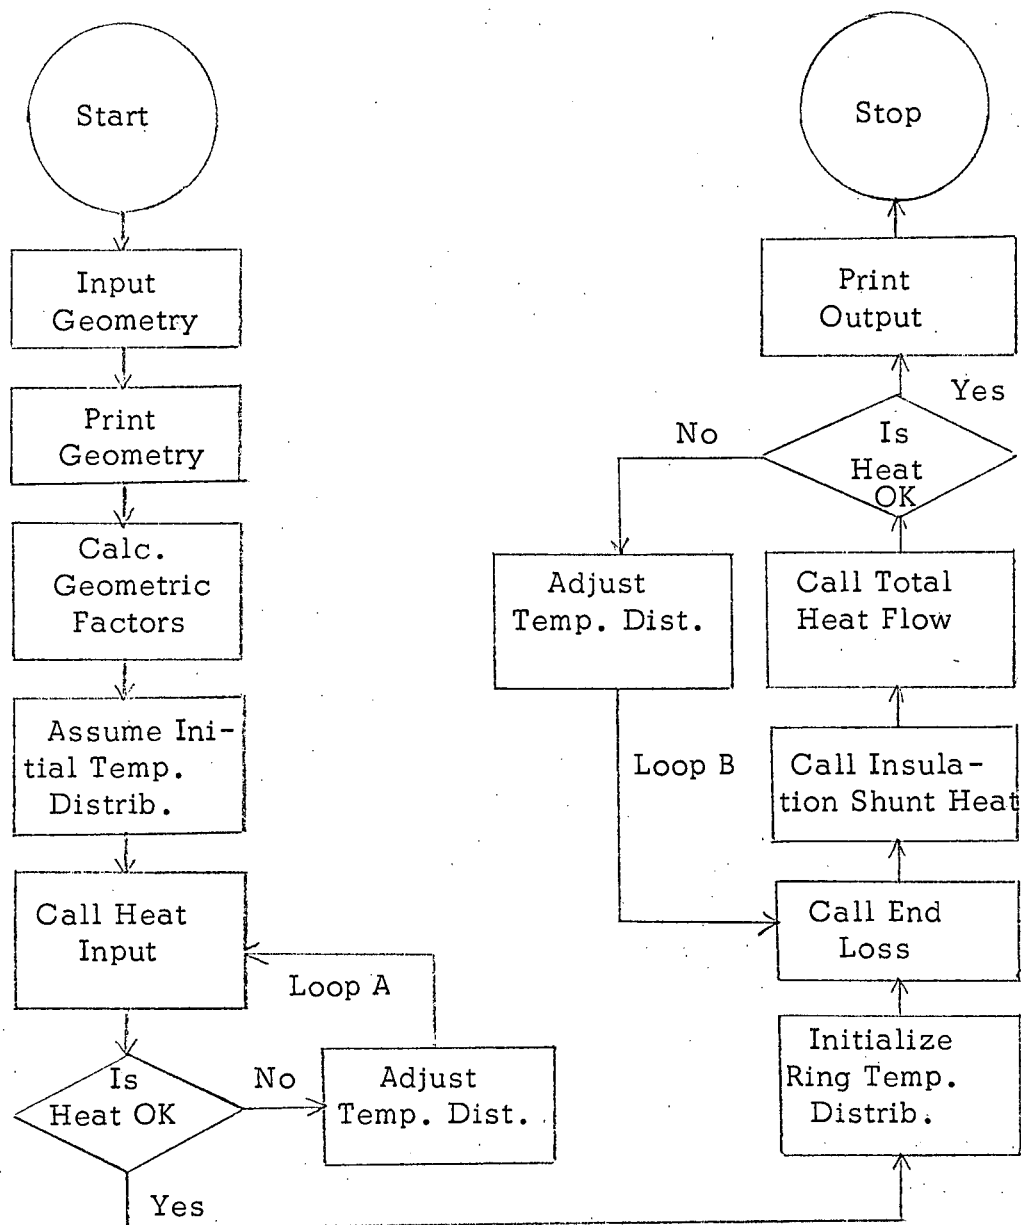 Start
Input
Geometry
Print
Geometry
Calc.
Geometric
Factors
Assume Ini-
tial Temp.
Distrib.
Call Heat
Input
Loop A
Is
Heat OK
No
Adjust
Temp. Dist.
Yes
Initialize
Ring Temp.
Distrib.
Call End
Loss
Call Insula-
tion Shunt Heat
Call Total
Heat Flow
Is
Heat
OK
No
Adjust
Temp. Dist.
Loop B
Yes
Print
Output
Stop